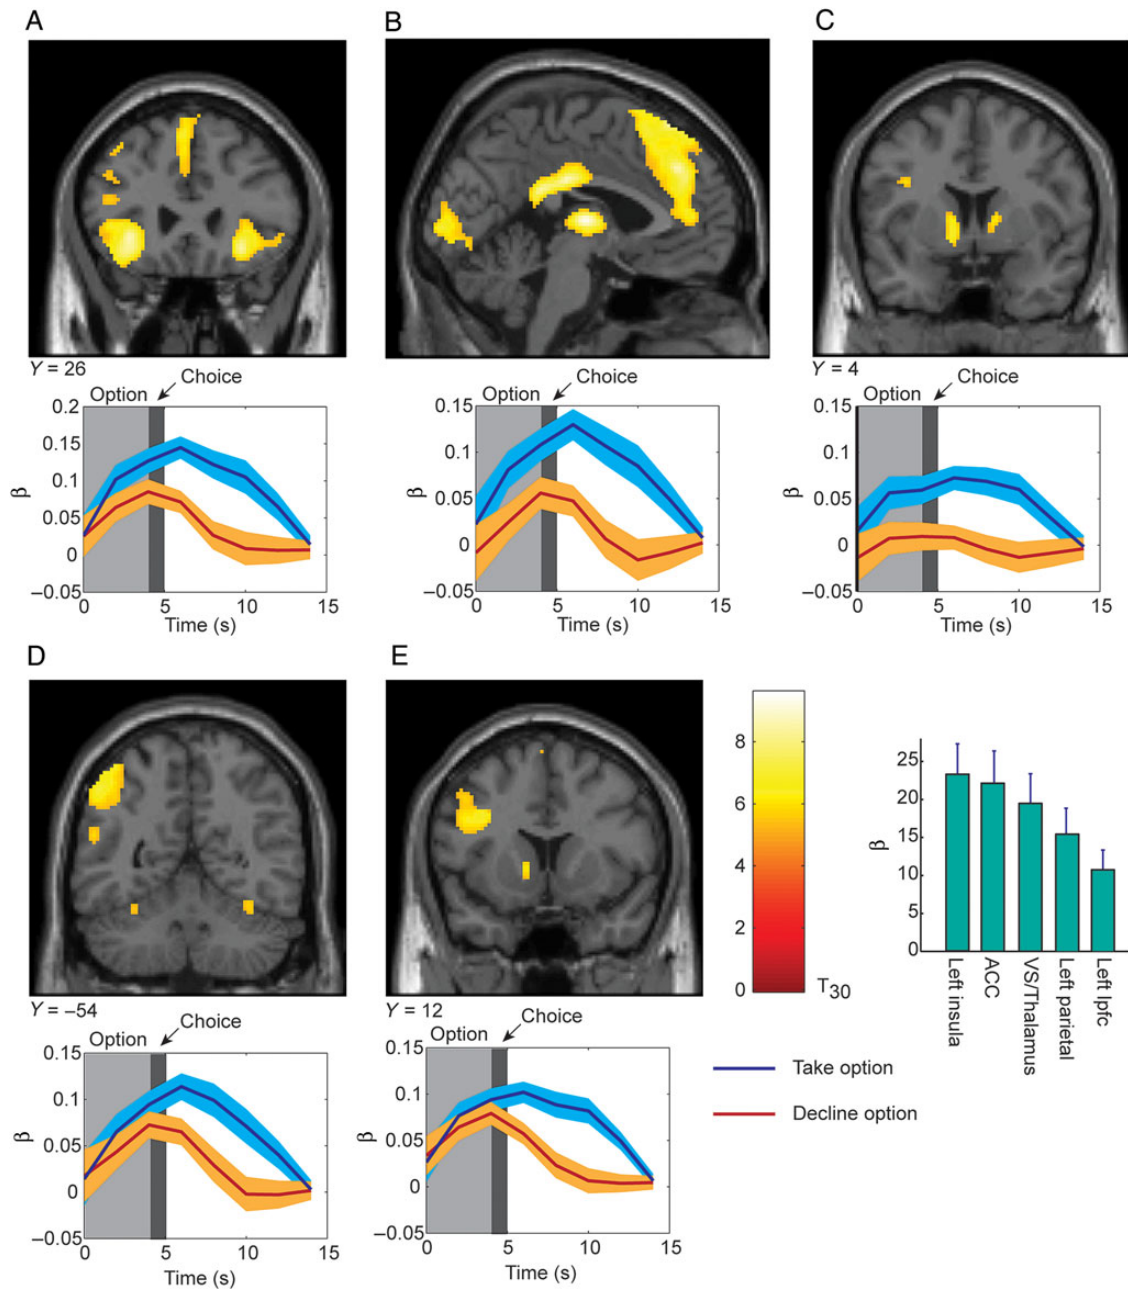 A
B
C
Y = 26
Y = 4
Option
Choice
Option
Choice
Option
Choice
0.2
0.15
0.1
0.05
0
–0.05
β
0
5
10
15
Time (s)
0.15
0.1
0.05
0
–0.05
β
0
5
10
15
Time (s)
0.15
0.1
0.05
0
–0.05
β
0
5
10
15
Time (s)
D
E
Y = –54
Y = 12
8
6
4
2
0
T30
25
20
15
10
5
0
β
Left insula
ACC
VS/Thalamus
Left parietal
Left lpfc
Option
Choice
Option
Choice
0.15
0.1
0.05
0
–0.05
β
0
5
10
15
Time (s)
0.15
0.1
0.05
0
–0.05
β
0
5
10
15
Time (s)
Take option
Decline option